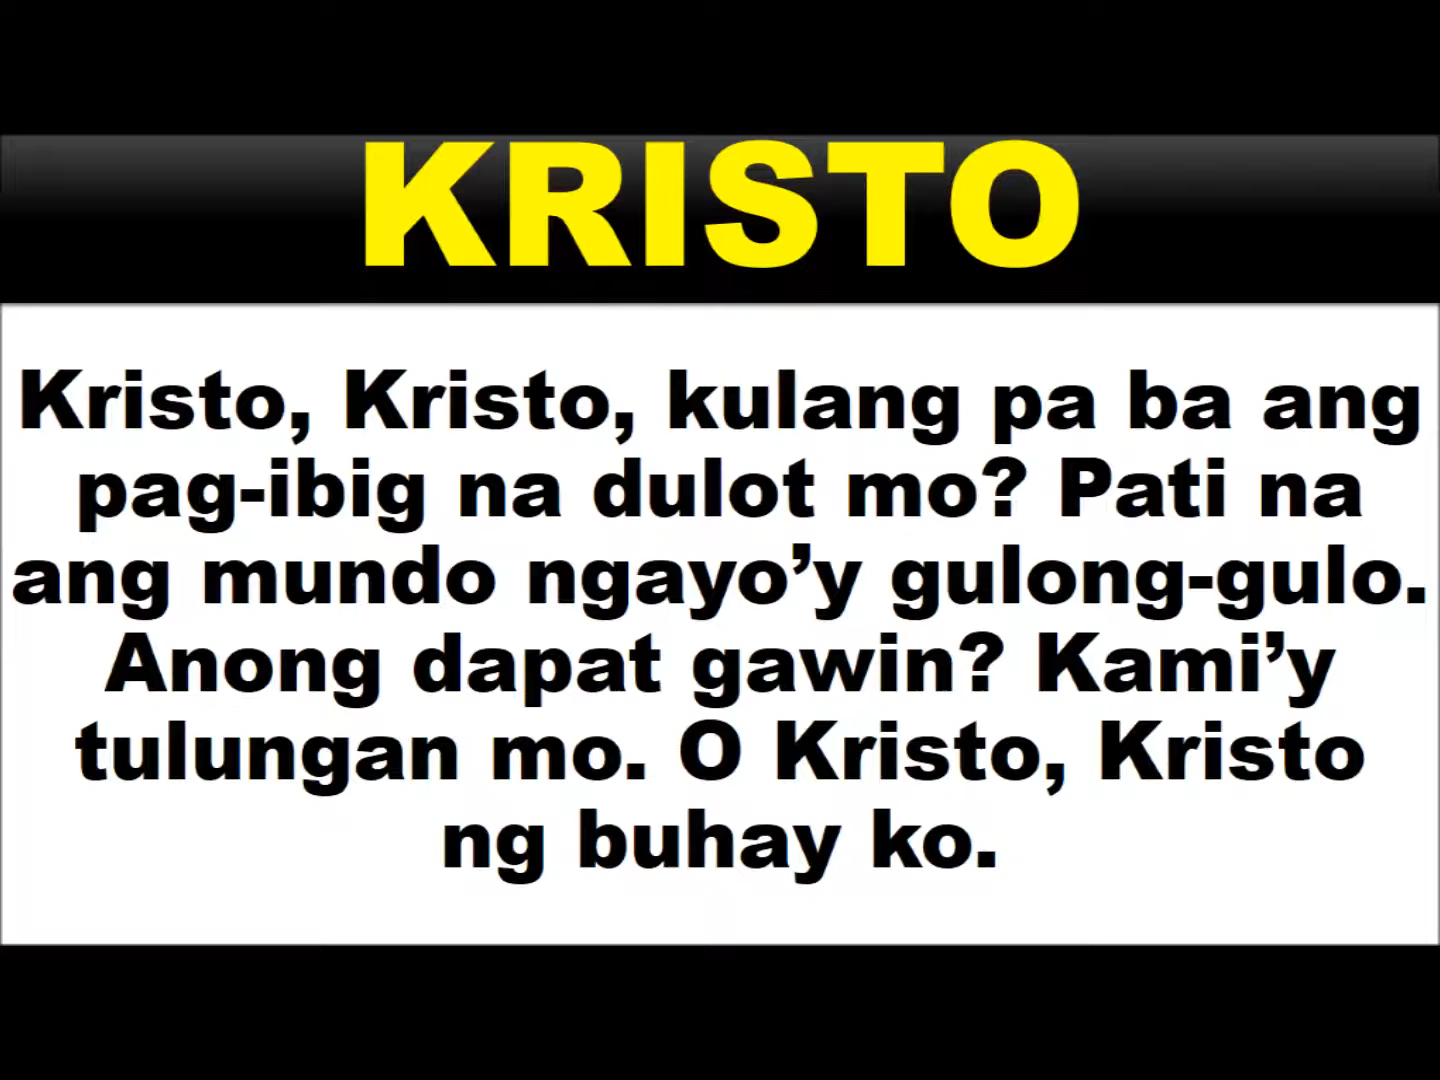 KRISTO
Kristo, Kristo, kulang pa ba ang
pag-ibig na dulot mo? Pati na
ang mundo ngayo’y gulong-gulo.
Anong dapat gawin? Kami’y
tulungan mo. O Kristo, Kristo
ng buhay ko.